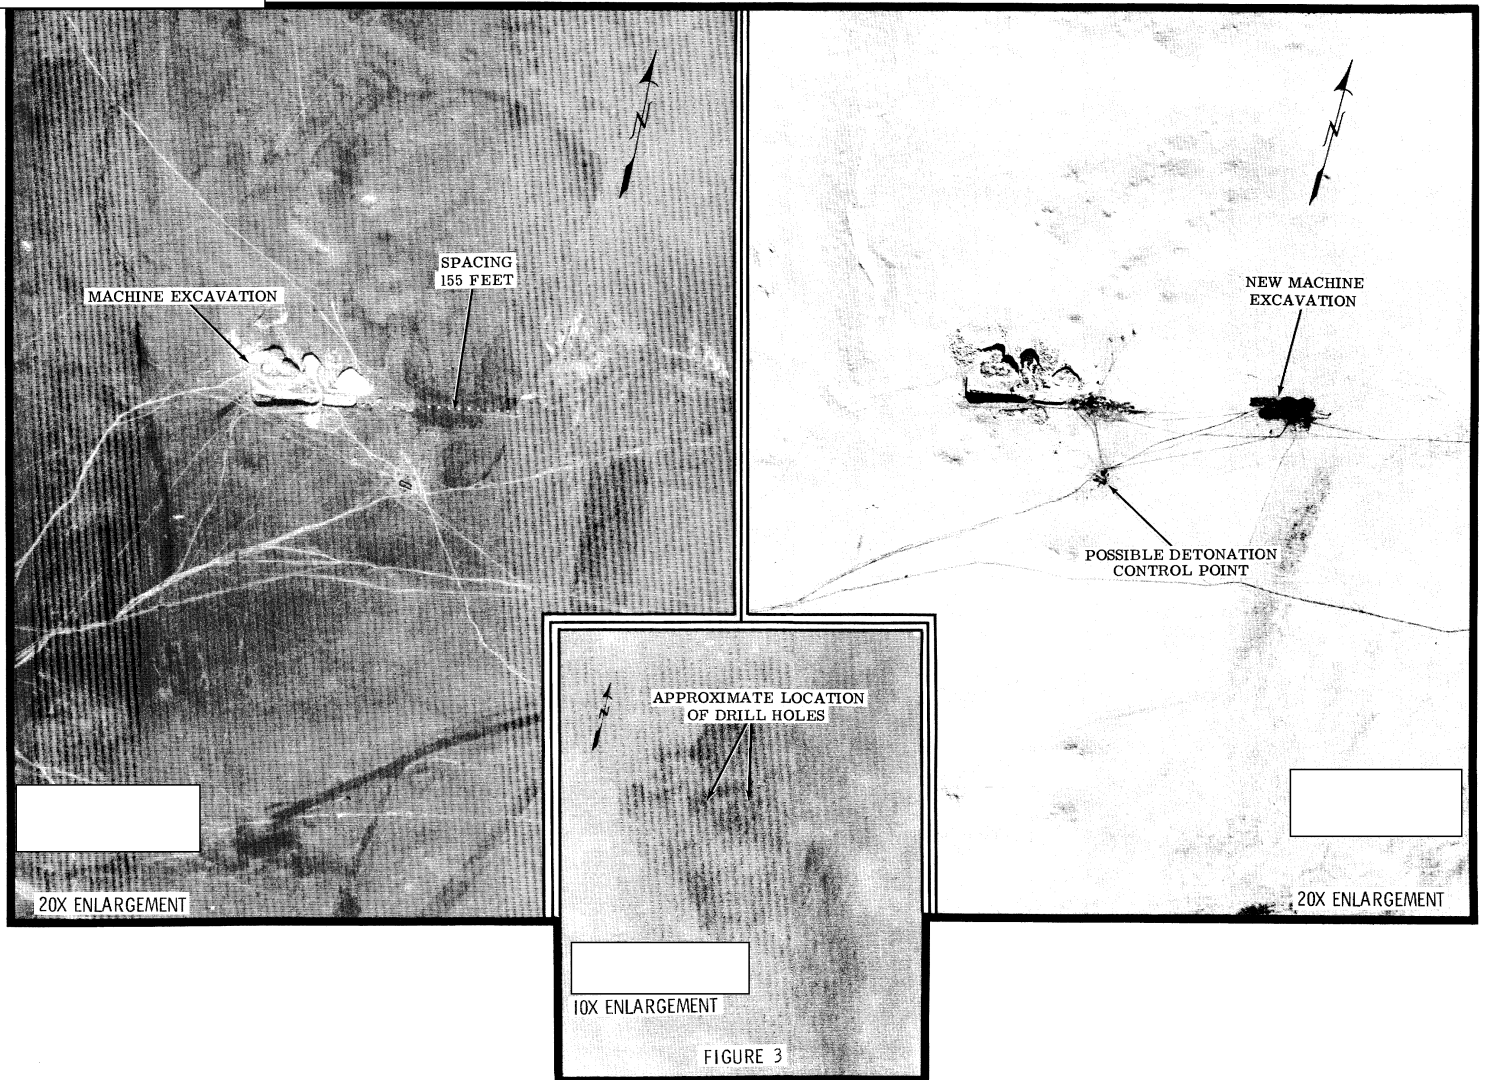 SPACING
155 FEET
MACHINE EXCAVATION
N
20X ENLARGEMENT
NEW MACHINE
EXCAVATION
N
POSSIBLE DETONATION
CONTROL POINT
20X ENLARGEMENT
APPROXIMATE LOCATION
OF DRILL HOLES
N
10X ENLARGEMENT
FIGURE 3